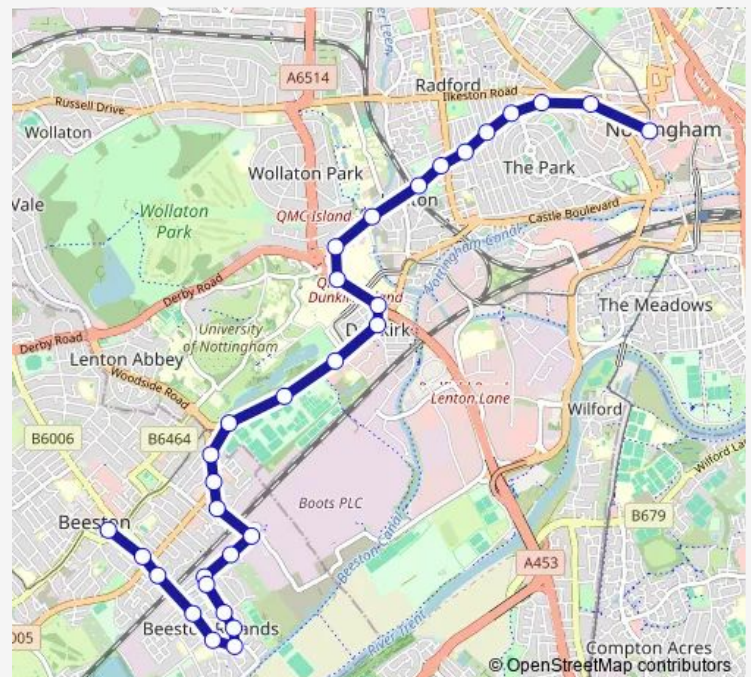 A6514
Radford
Ilkeston Road
Russell Drive
Wollaton
Wollaton Park
The Park
QMC Island
Castle Boulevard
Wollaton
Park
Nottingham Canal
Derby Road
The Meadows
University
of Nottingham
Derby Road
Lenton Abbey
Woodside Road
Lenton Lane
Wilford
B6006
B6464
Boots PLC
B679
Beeston
Beeston Canal
A453
River Trent
Compton Acres
© OpenStreetMap contributors